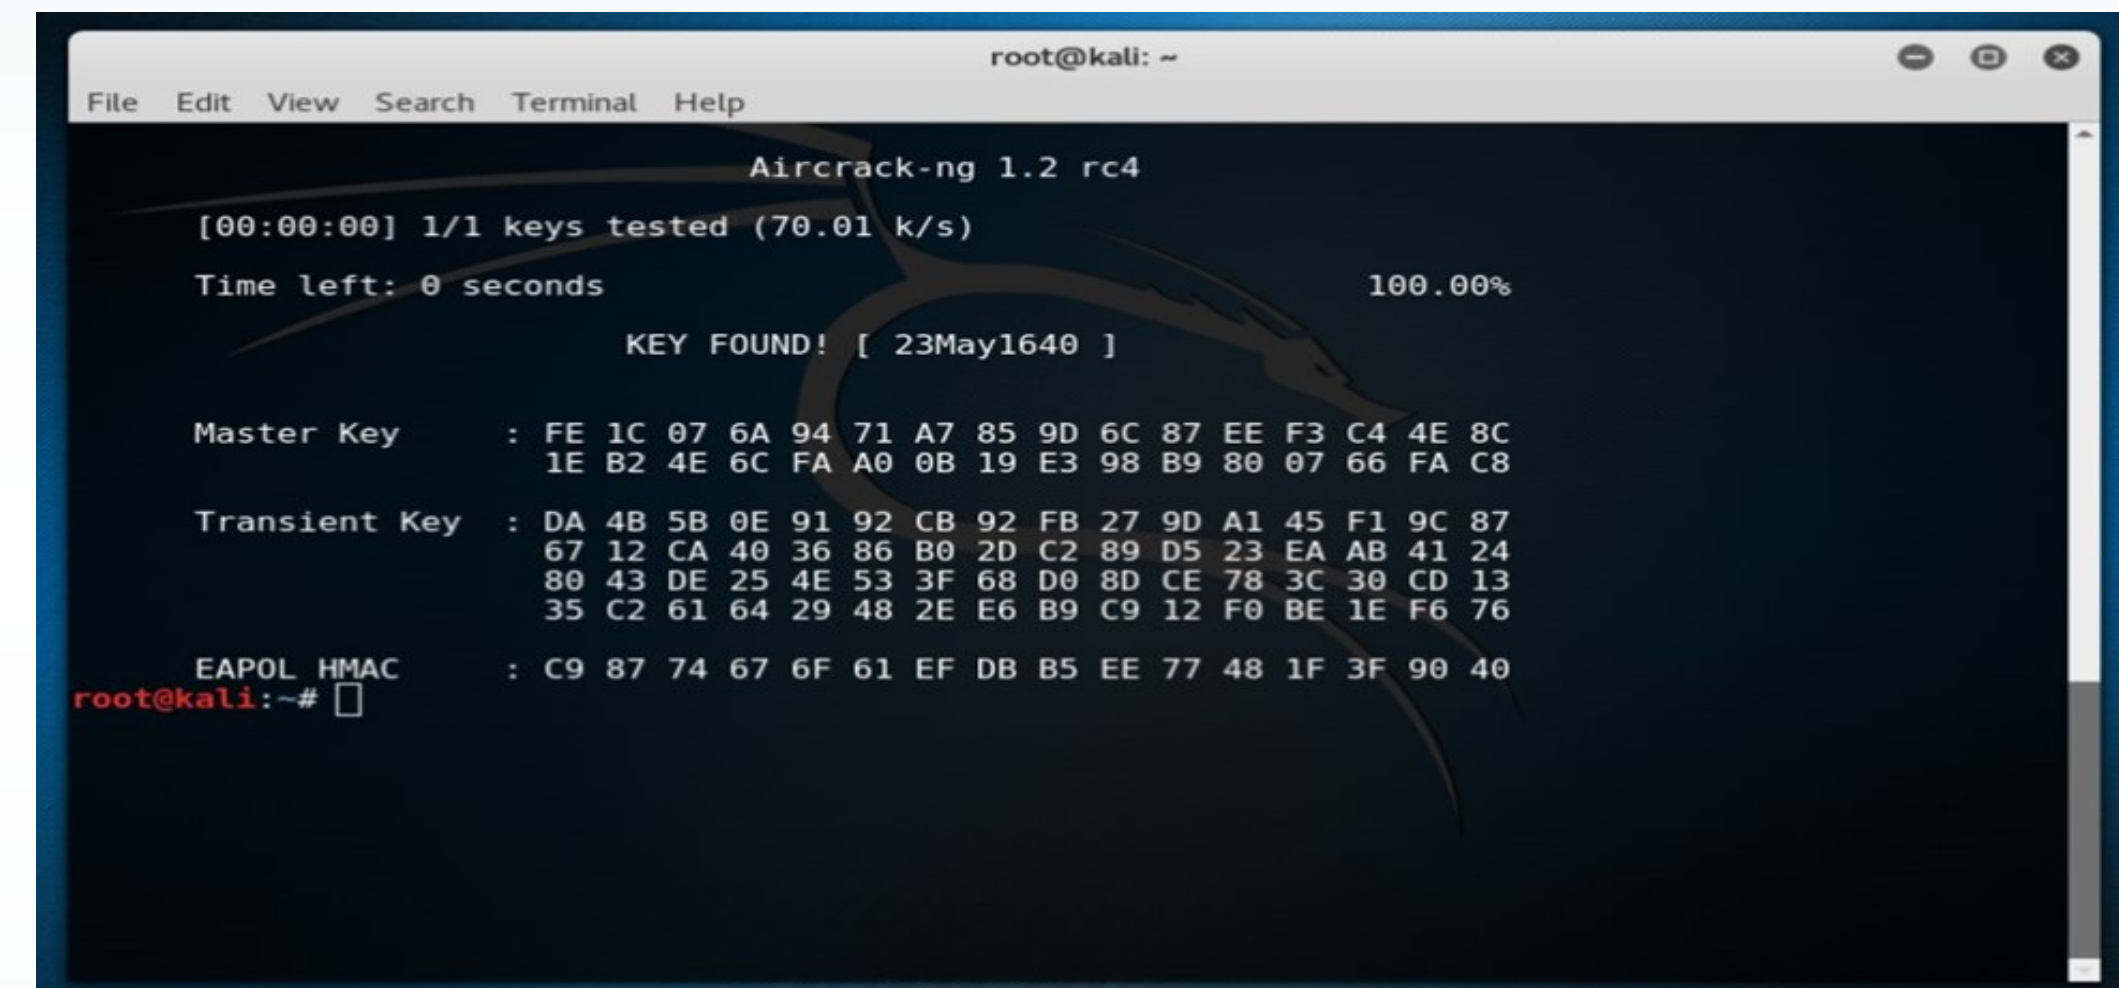 root@kali: ~
File Edit View Search Terminal Help
Aircrack-ng 1.2 rc4
[00:00:00] 1/1 keys tested (70.01 k/s)
Time left: 0 seconds 100.00%
KEY FOUND! [ 23May1640 ]
Master Key : FE 1C 07 6A 94 71 A7 85 9D 6C 87 EE F3 C4 4E 8C
1E B2 4E 6C FA A0 0B 19 E3 98 B9 80 07 66 FA C8
Transient Key : DA 4B 5B 0E 91 92 CB 92 FB 27 9D A1 45 F1 9C 87
67 12 CA 40 36 86 B0 2D C2 89 D5 23 EA AB 41 24
80 43 DE 25 4E 53 3F 68 D0 8D CE 78 3C 30 CD 13
35 C2 61 64 29 48 2E E6 B9 C9 12 F0 BE 1E F6 76
EAPOL HMAC : C9 87 74 67 6F 61 EF DB B5 EE 77 48 1F 3F 90 40
root@kali:~#